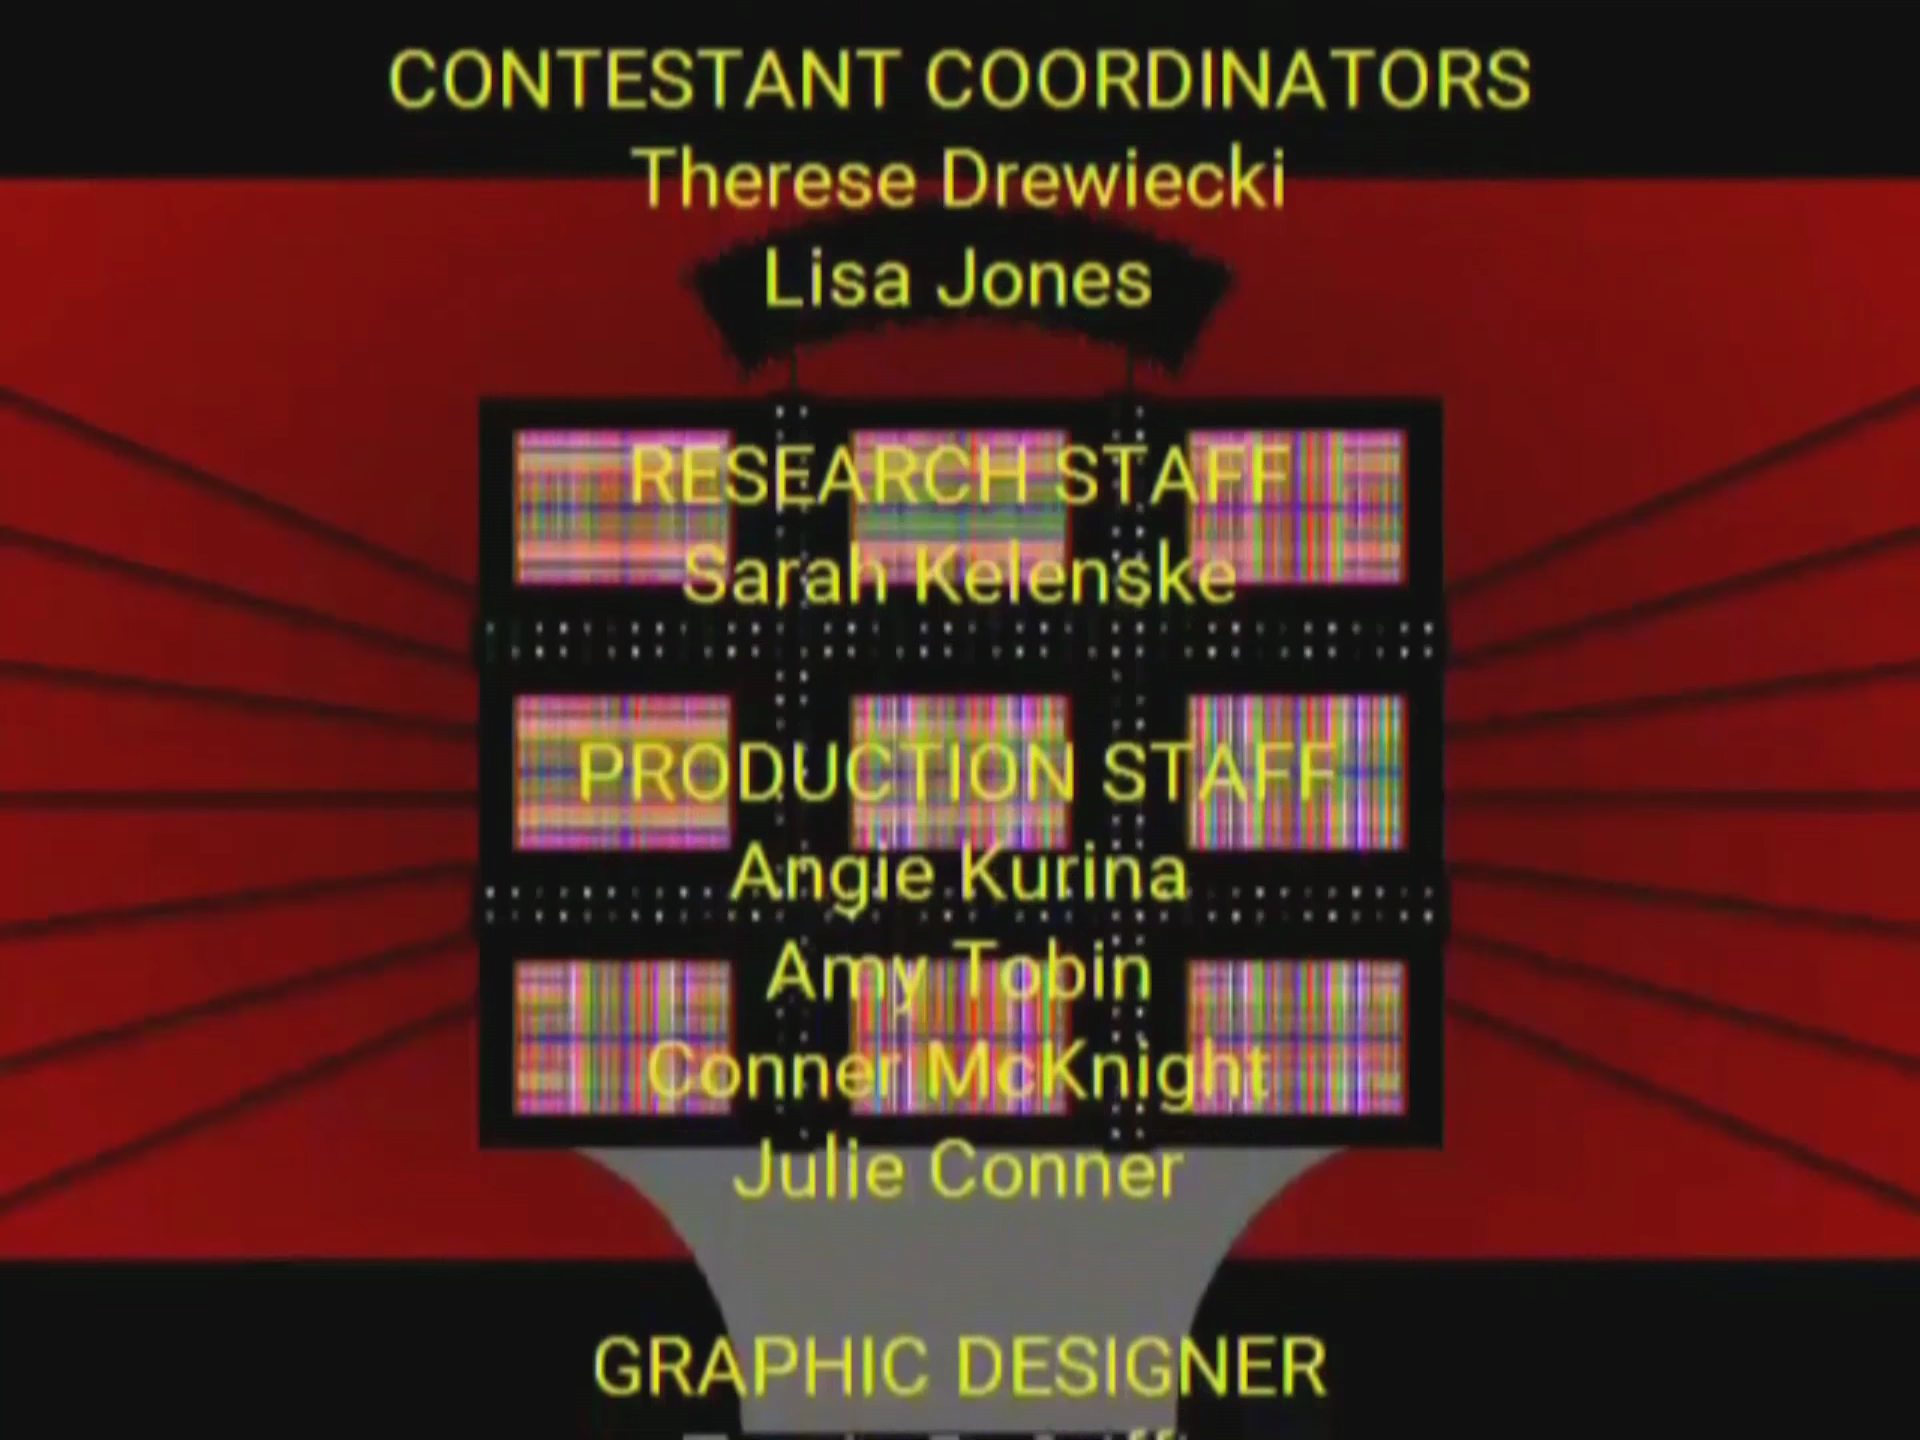 CONTESTANT COORDINATORS
Therese Drewiecki
Lisa Jones
RESEARCH STAFF
Sarah Kelenske
PRODUCTION STAFF
Angie Kurina
Amy Tobin
Conner McKnight
Julie Conner
GRAPHIC DESIGNER